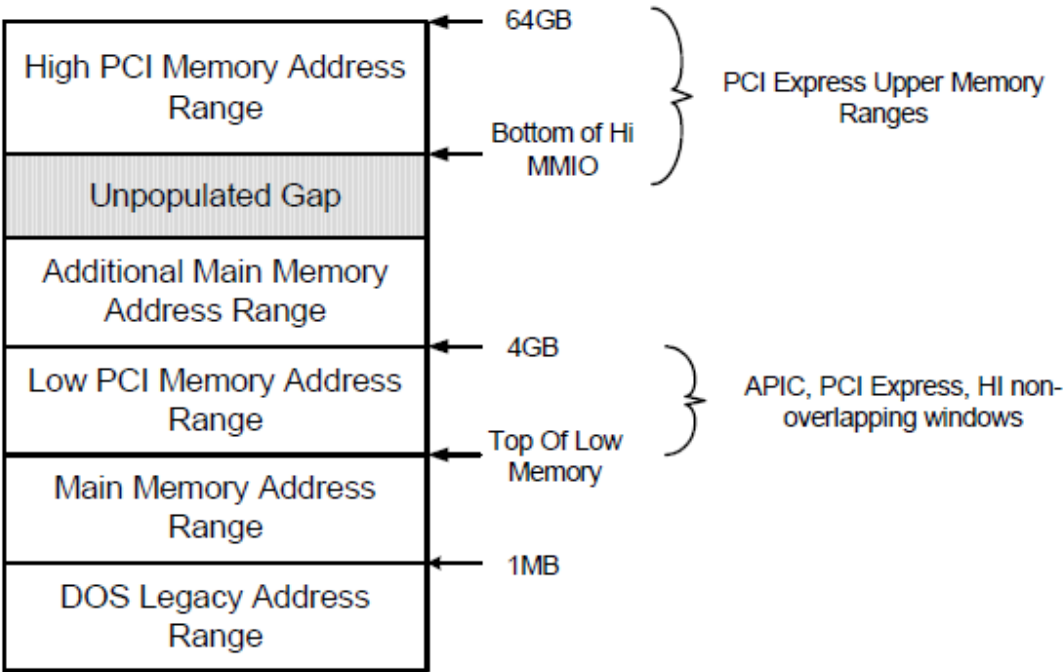 64GB
High PCI Memory Address
Range
PCI Express Upper Memory
Ranges
Bottom of Hi
MMIO
Unpopulated Gap
Additional Main Memory
Address Range
4GB
Low PCI Memory Address
Range
APIC, PCI Express, HI non-
overlapping windows
Top Of Low
Memory
Main Memory Address
Range
1MB
DOS Legacy Address
Range